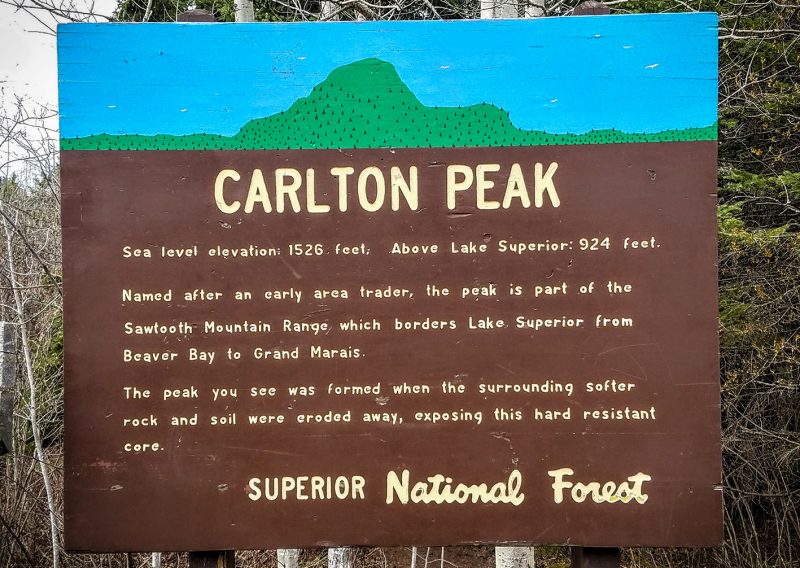 CARLTON PEAK
Sea level elevation: 1526 feet, Above Lake Superior: 924 feet.
Named after an early area trader, the peak is part of the
Sawtooth Mountain Range which borders Lake Superior from
Beaver Bay to Grand Marais.
The peak you see was formed when the surrounding softer
rock and soil were eroded away, exposing this hard resistant
core.
SUPERIOR National Forest